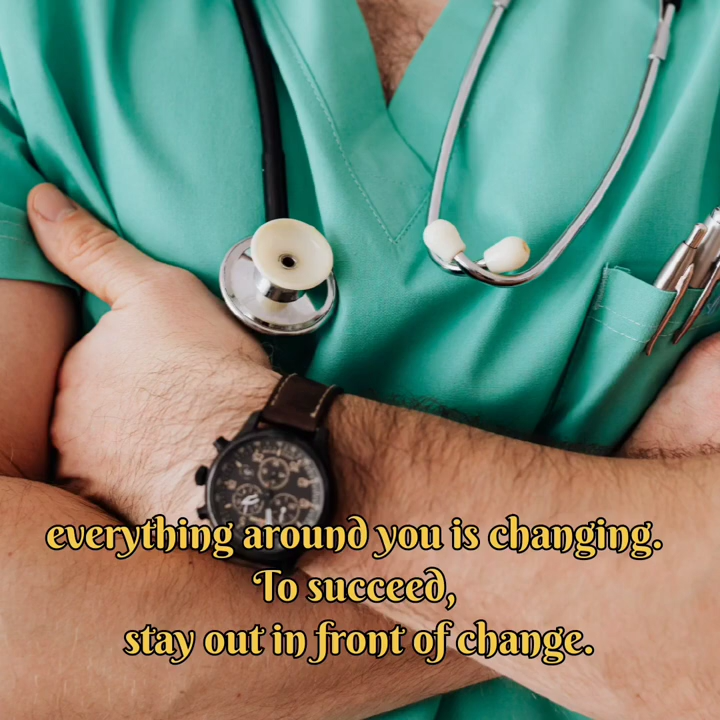 everything around you is changing.
To succeed,
stay out in front of change.